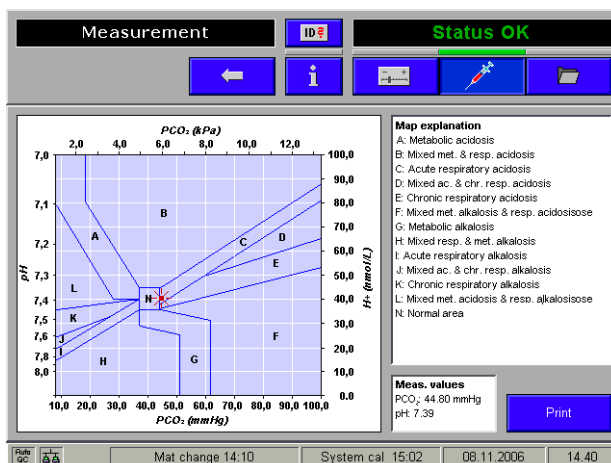 Measurement
ID?
Status OK
PCO₂ (kPa)
2,0 4,0 5,0 6,0 8,0 10,0 12,0
pH
7,0
7,1
7,2
7,3
7,4
7,5
7,6
7,8
8,0
A
B
C
D
E
F
G
H
I
J
K
L
N
100,0
90,0
80,0
70,0
60,0
50,0
40,0
30,0
20,0
10,0
0.0
H+ (nmol/L)
10,0 20,0 30,0 40,0 50,0 60,0 70,0 80,0 90,0 100,0
PCO₂ (mmHg)
Map explanation
A: Metabolic acidosis
B: Mixed met. & resp. acidosis
C: Acute respiratory acidosis
D: Mixed ac. & chr. resp. acidosis
E: Chronic respiratory acidosis
F: Mixed met. alkalosis & resp. acidosisose
G: Metabolic alkalosis
H: Mixed resp. & met. alkalosis
I: Acute respiratory alkalosis
J: Mixed ac. & chr. resp. alkalosis
K: Chronic respiratory alkalosis
L: Mixed met. acidosis & resp. alkalosisose
N: Normal area
Meas. values
PCO₂: 44.80 mmHg
pH: 7.39
Print
Auto QC
Mat change 14:10
System cal 15:02
08.11.2006
14.40